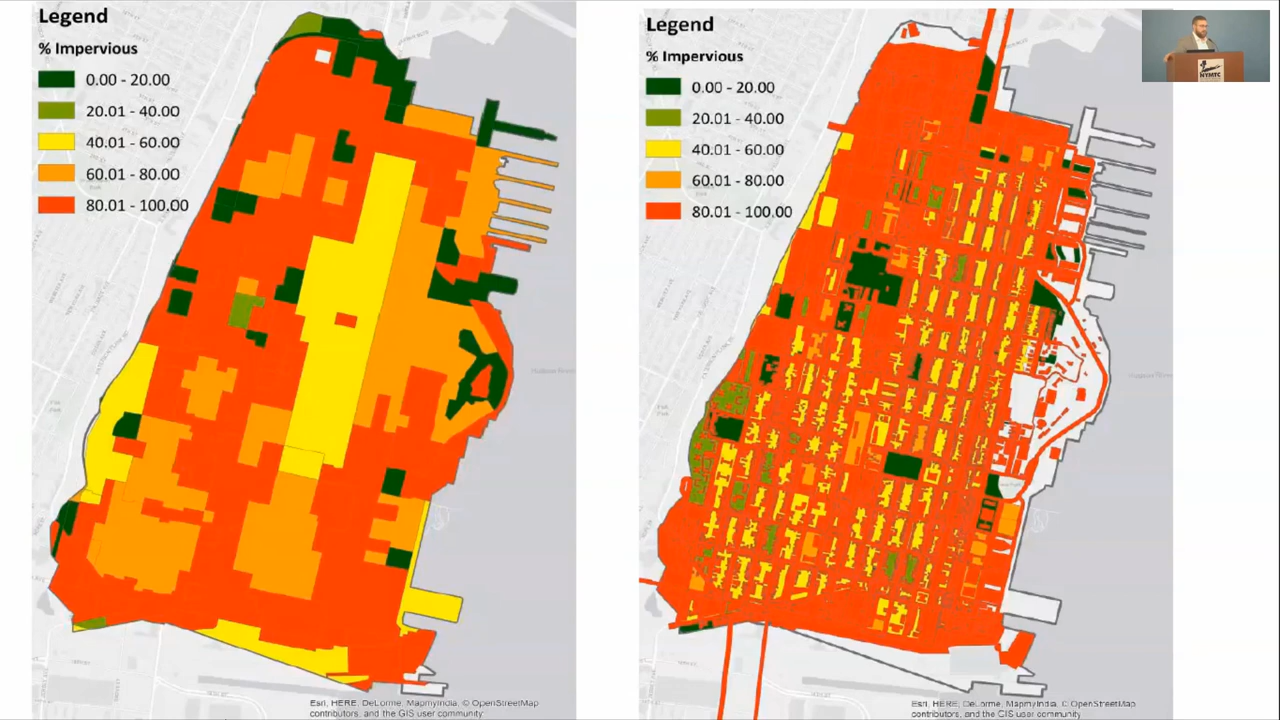 Legend
% Impervious
0.00 - 20.00
20.01 - 40.00
40.01 - 60.00
60.01 - 80.00
80.01 - 100.00
Esri, HERE, DeLorme, MapmyIndia, © OpenStreetMap
contributors, and the GIS user community
Legend
% Impervious
0.00 - 20.00
20.01 - 40.00
40.01 - 60.00
60.01 - 80.00
80.01 - 100.00
Esri, HERE, DeLorme, MapmyIndia, © OpenStreetMap
contributors, and the GIS user community
NYMTC